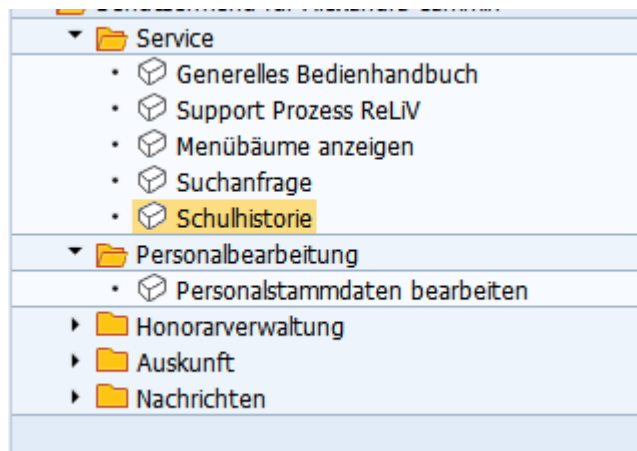 Service
Generelles Bedienhandbuch
Support Prozess ReLiV
Menübäume anzeigen
Suchanfrage
Schulhistorie
Personalbearbeitung
Personalstammdaten bearbeiten
Honorarverwaltung
Auskunft
Nachrichten